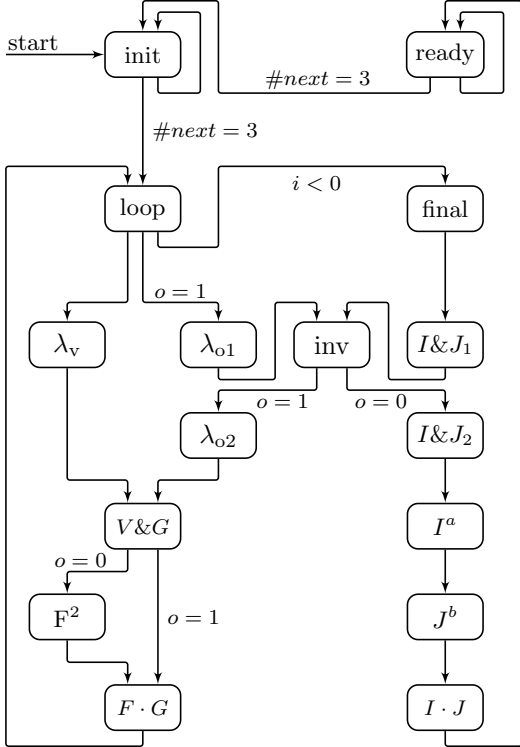 start
init
ready
#next = 3
#next = 3
loop
i < 0
final
o = 1
λv
λo1
inv
I&J1
o = 1
o = 0
λo2
I&J2
V&G
I^a
o = 0
F²
o = 1
J^b
F · G
I · J